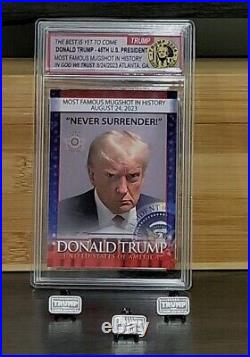 THE BEST IS YET TO COME
DONALD TRUMP - 45TH U.S. PRESIDENT
MOST FAMOUS MUGSHOT IN HISTORY
IN GOD WE TRUST 8/24/2023 ATLANTA, GA
TRUMP
MOST FAMOUS MUGSHOT IN HISTORY
AUGUST 24, 2023
"NEVER SURRENDER!"
DONALD TRUMP
UNITED STATES OF AMERICA
TRUMP
TRUMP
TRUMP